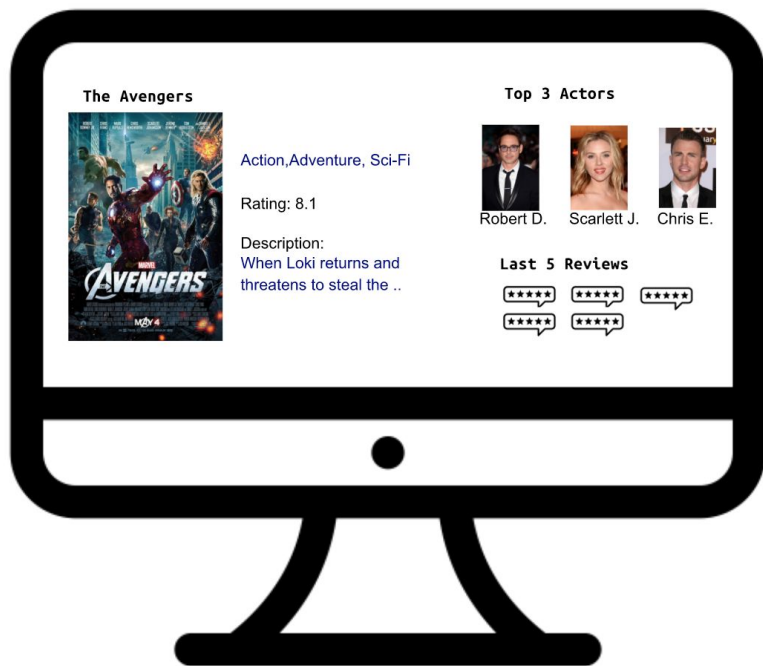 The Avengers
Action,Adventure, Sci-Fi
Rating: 8.1
Description:
When Loki returns and
threatens to steal the ..
MARVEL
AVENGERS
MAY 4
Top 3 Actors
Robert D.
Scarlett J.
Chris E.
Last 5 Reviews